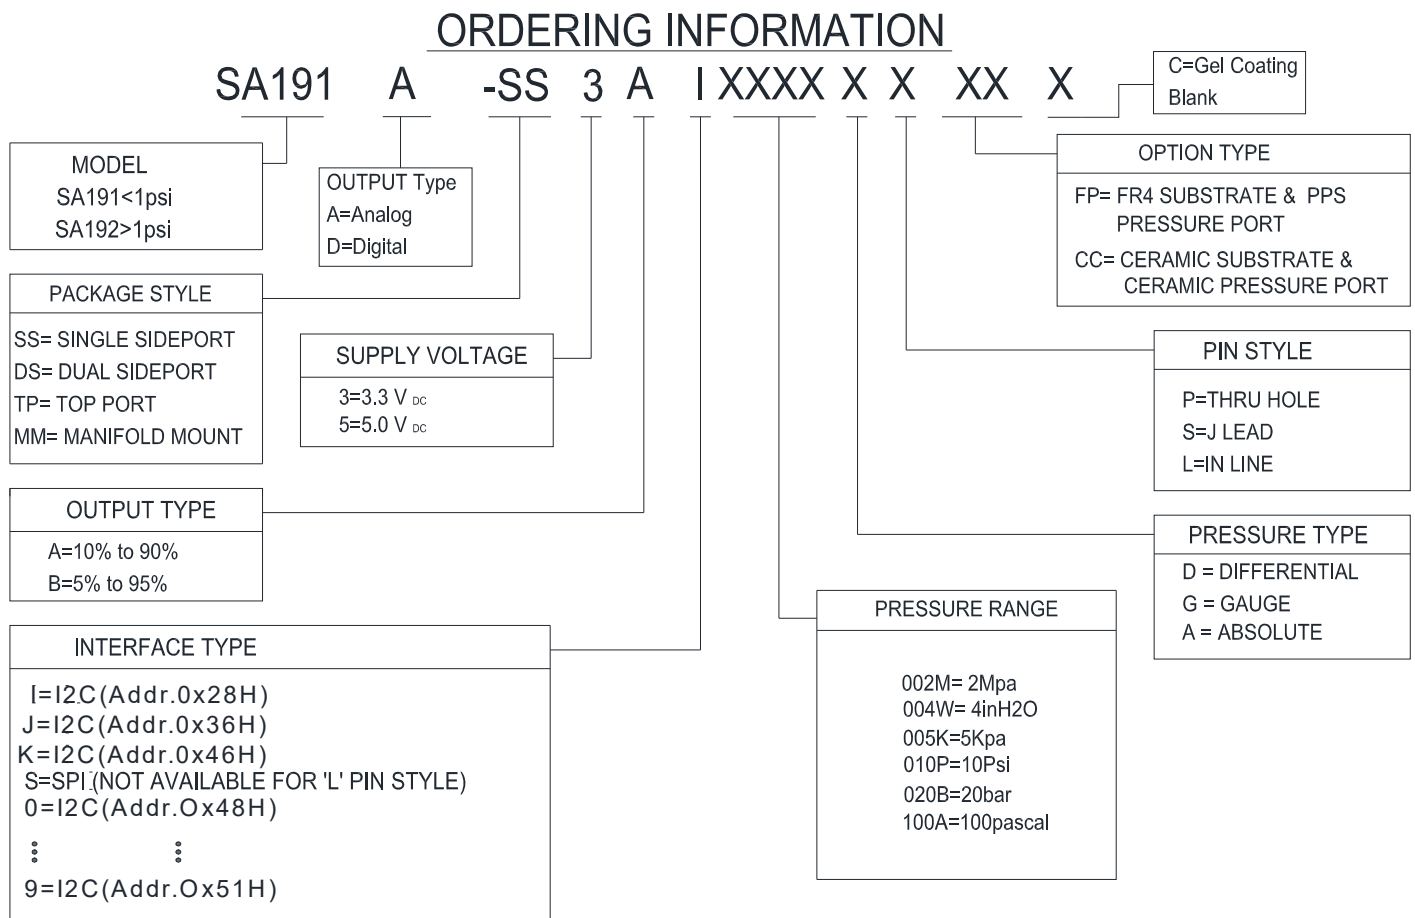 ORDERING INFORMATION
SA191 A -SS 3 A I XXXX X X XX X
C=Gel Coating
Blank
MODEL
SA191<1psi
SA192>1psi
OUTPUT Type
A=Analog
D=Digital
OPTION TYPE
FP= FR4 SUBSTRATE & PPS
PRESSURE PORT
CC= CERAMIC SUBSTRATE &
CERAMIC PRESSURE PORT
PACKAGE STYLE
SS= SINGLE SIDEPORT
DS= DUAL SIDEPORT
TP= TOP PORT
MM= MANIFOLD MOUNT
SUPPLY VOLTAGE
3=3.3 V DC
5=5.0 V DC
PIN STYLE
P=THRU HOLE
S=J LEAD
L=IN LINE
OUTPUT TYPE
A=10% to 90%
B=5% to 95%
PRESSURE TYPE
D = DIFFERENTIAL
G = GAUGE
A = ABSOLUTE
INTERFACE TYPE
I=I2C(Addr.0x28H)
J=I2C(Addr.0x36H)
K=I2C(Addr.0x46H)
S=SPI (NOT AVAILABLE FOR 'L' PIN STYLE)
0=I2C(Addr.Ox48H)
⋮ ⋮
9=I2C(Addr.Ox51H)
PRESSURE RANGE
002M= 2Mpa
004W= 4inH2O
005K=5Kpa
010P=10Psi
020B=20bar
100A=100pascal